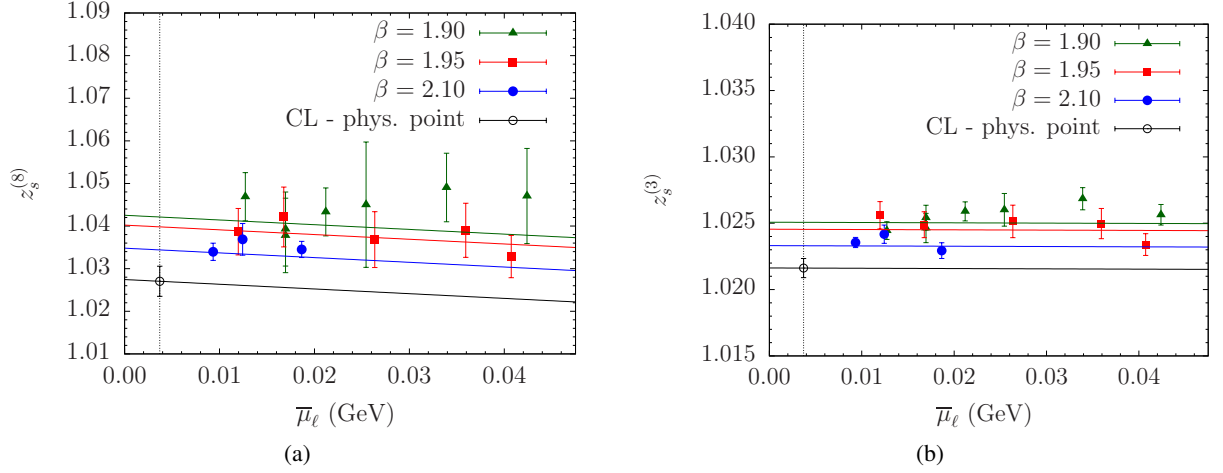 1.09
1.08
1.07
1.06
1.05
1.04
1.03
1.02
1.01
0.00 0.01 0.02 0.03 0.04
z_s^{(8)}
β = 1.90
β = 1.95
β = 2.10
CL - phys. point
μ̅_ℓ (GeV)
(a)
1.040
1.035
1.030
1.025
1.020
1.015
0.00 0.01 0.02 0.03 0.04
z_s^{(3)}
β = 1.90
β = 1.95
β = 2.10
CL - phys. point
μ̅_ℓ (GeV)
(b)